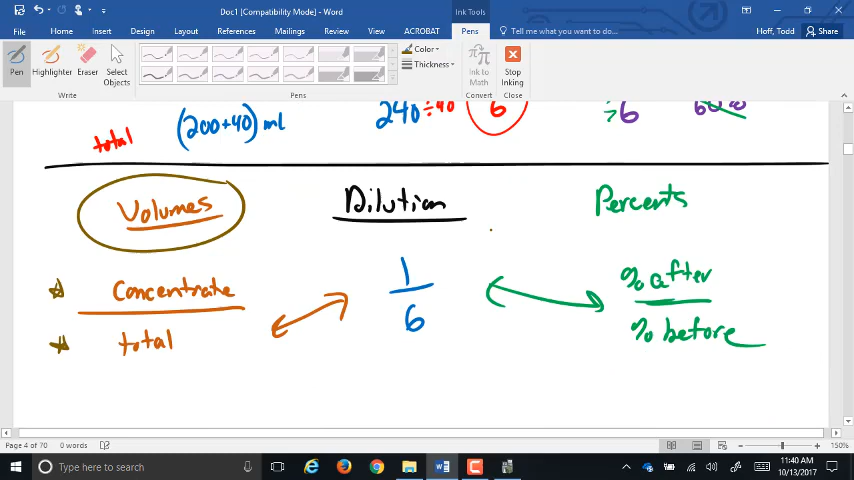 Doc1 [Compatibility Mode] - Word
Ink Tools
Hoff, Todd
File Home Insert Draw Design Layout References Mailings Review View ACROBAT Pens Tell me what you want to do... Share
Color
Thickness
Pen Highlighter Eraser Select Objects
Ink to Math
Stop Inking
Write Pens Convert Close
total (200+40) ml 240 ÷40 6 ÷6
Volumes Dilution Percents
Concentrate 1 % after
total 6 % before
Page 4 of 70 0 words 150%
Type here to search
11:40 AM
10/13/2017